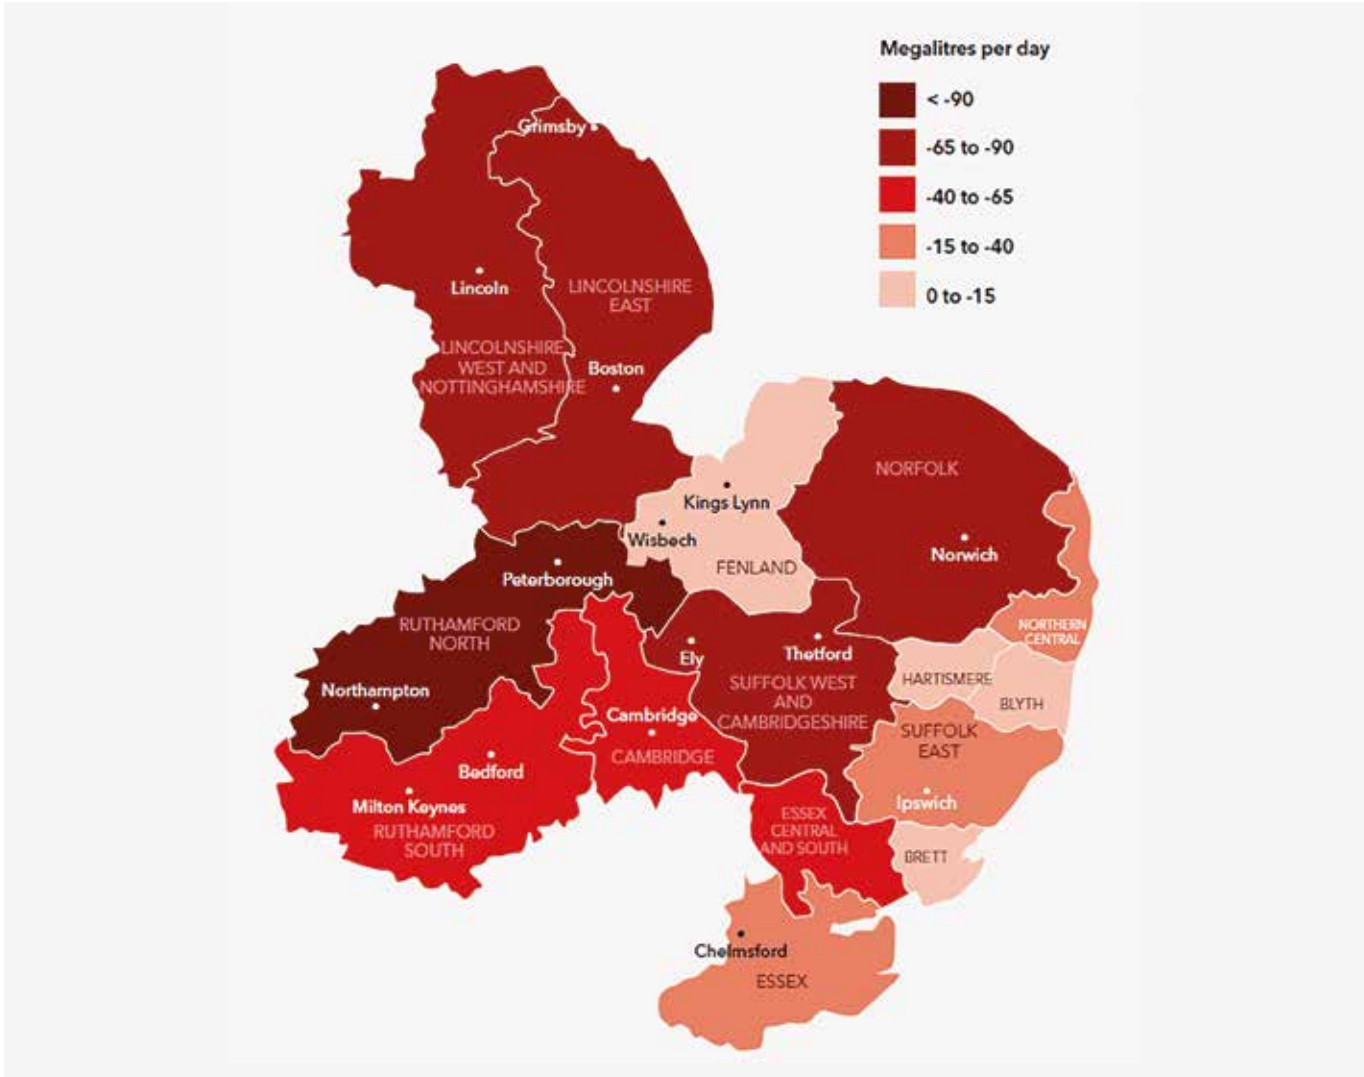 Megalitres per day
< -90
-65 to -90
-40 to -65
-15 to -40
0 to -15
Grimsby
Lincoln
LINCOLNSHIRE
EAST
LINCOLNSHIRE
WEST AND
NOTTINGHAMSHIRE
Boston
NORFOLK
Kings Lynn
Wisbech
Norwich
FENLAND
Peterborough
RUTHAMFORD
NORTH
NORTHERN
CENTRAL
Ely
Thetford
HARTISMERE
SUFFOLK WEST
AND
CAMBRIDGESHIRE
Northampton
BLYTH
Cambridge
CAMBRIDGE
SUFFOLK
EAST
Bedford
Milton Keynes
RUTHAMFORD
SOUTH
Ipswich
ESSEX
CENTRAL
AND SOUTH
BRETT
Chelmsford
ESSEX